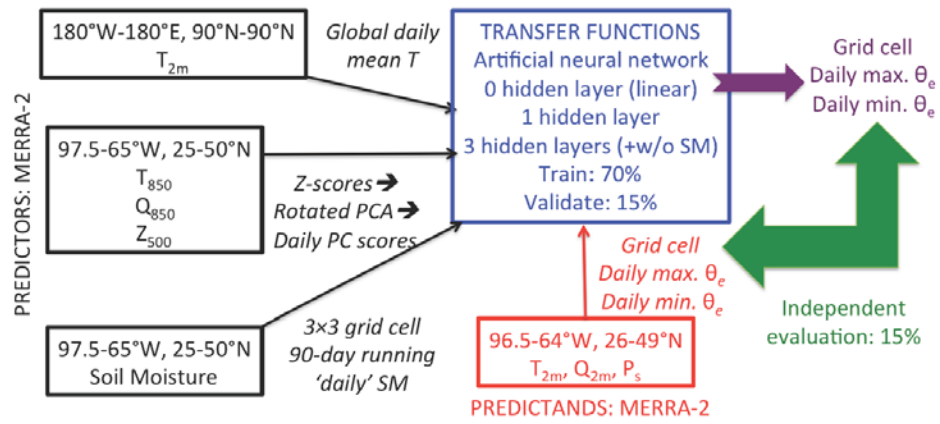 PREDICTORS: MERRA-2
180°W-180°E, 90°N-90°N
T2m
Global daily
mean T
97.5-65°W, 25-50°N
T850
Q850
Z500
Z-scores➔
Rotated PCA➔
Daily PC scores
97.5-65°W, 25-50°N
Soil Moisture
3×3 grid cell
90-day running
‘daily’ SM
TRANSFER FUNCTIONS
Artificial neural network
0 hidden layer (linear)
1 hidden layer
3 hidden layers (+w/o SM)
Train: 70%
Validate: 15%
Grid cell
Daily max. θe
Daily min. θe
Grid cell
Daily max. θe
Daily min. θe
96.5-64°W, 26-49°N
T2m, Q2m, Ps
PREDICTANDS: MERRA-2
Independent
evaluation: 15%